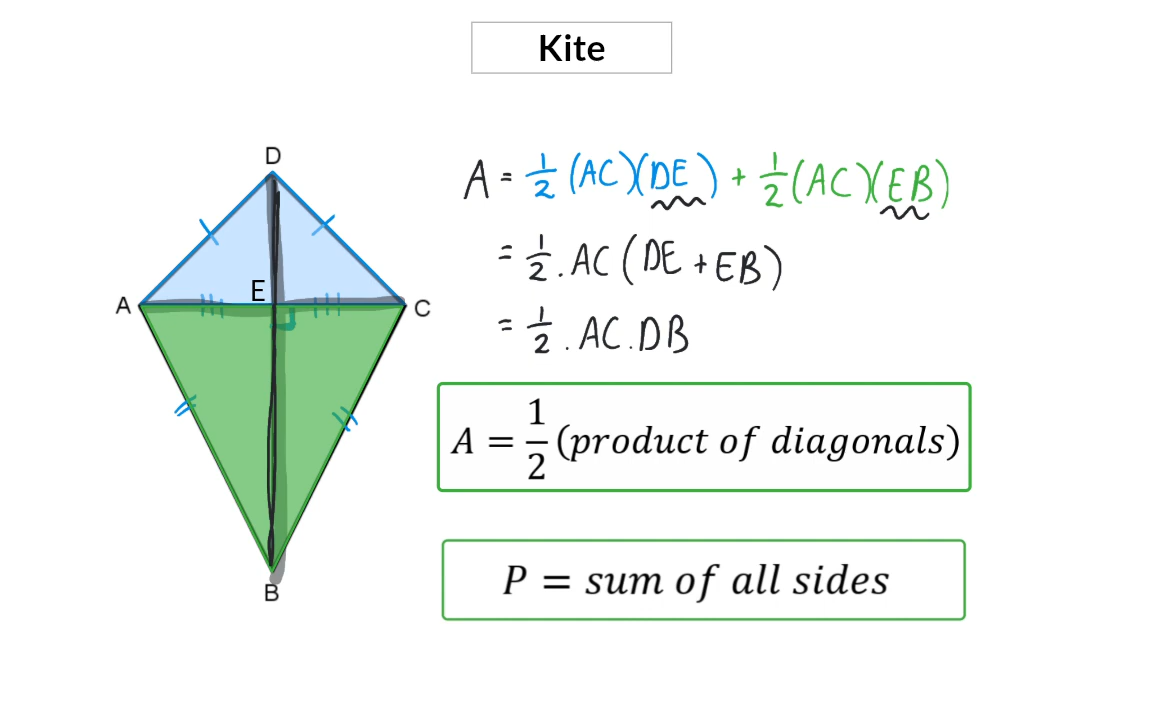 Kite
D
A = 1/2 (AC)(DE) + 1/2 (AC)(EB)
= 1/2 . AC (DE + EB)
E
A
C
= 1/2 . AC . DB
A = 1/2 (product of diagonals)
P = sum of all sides
B